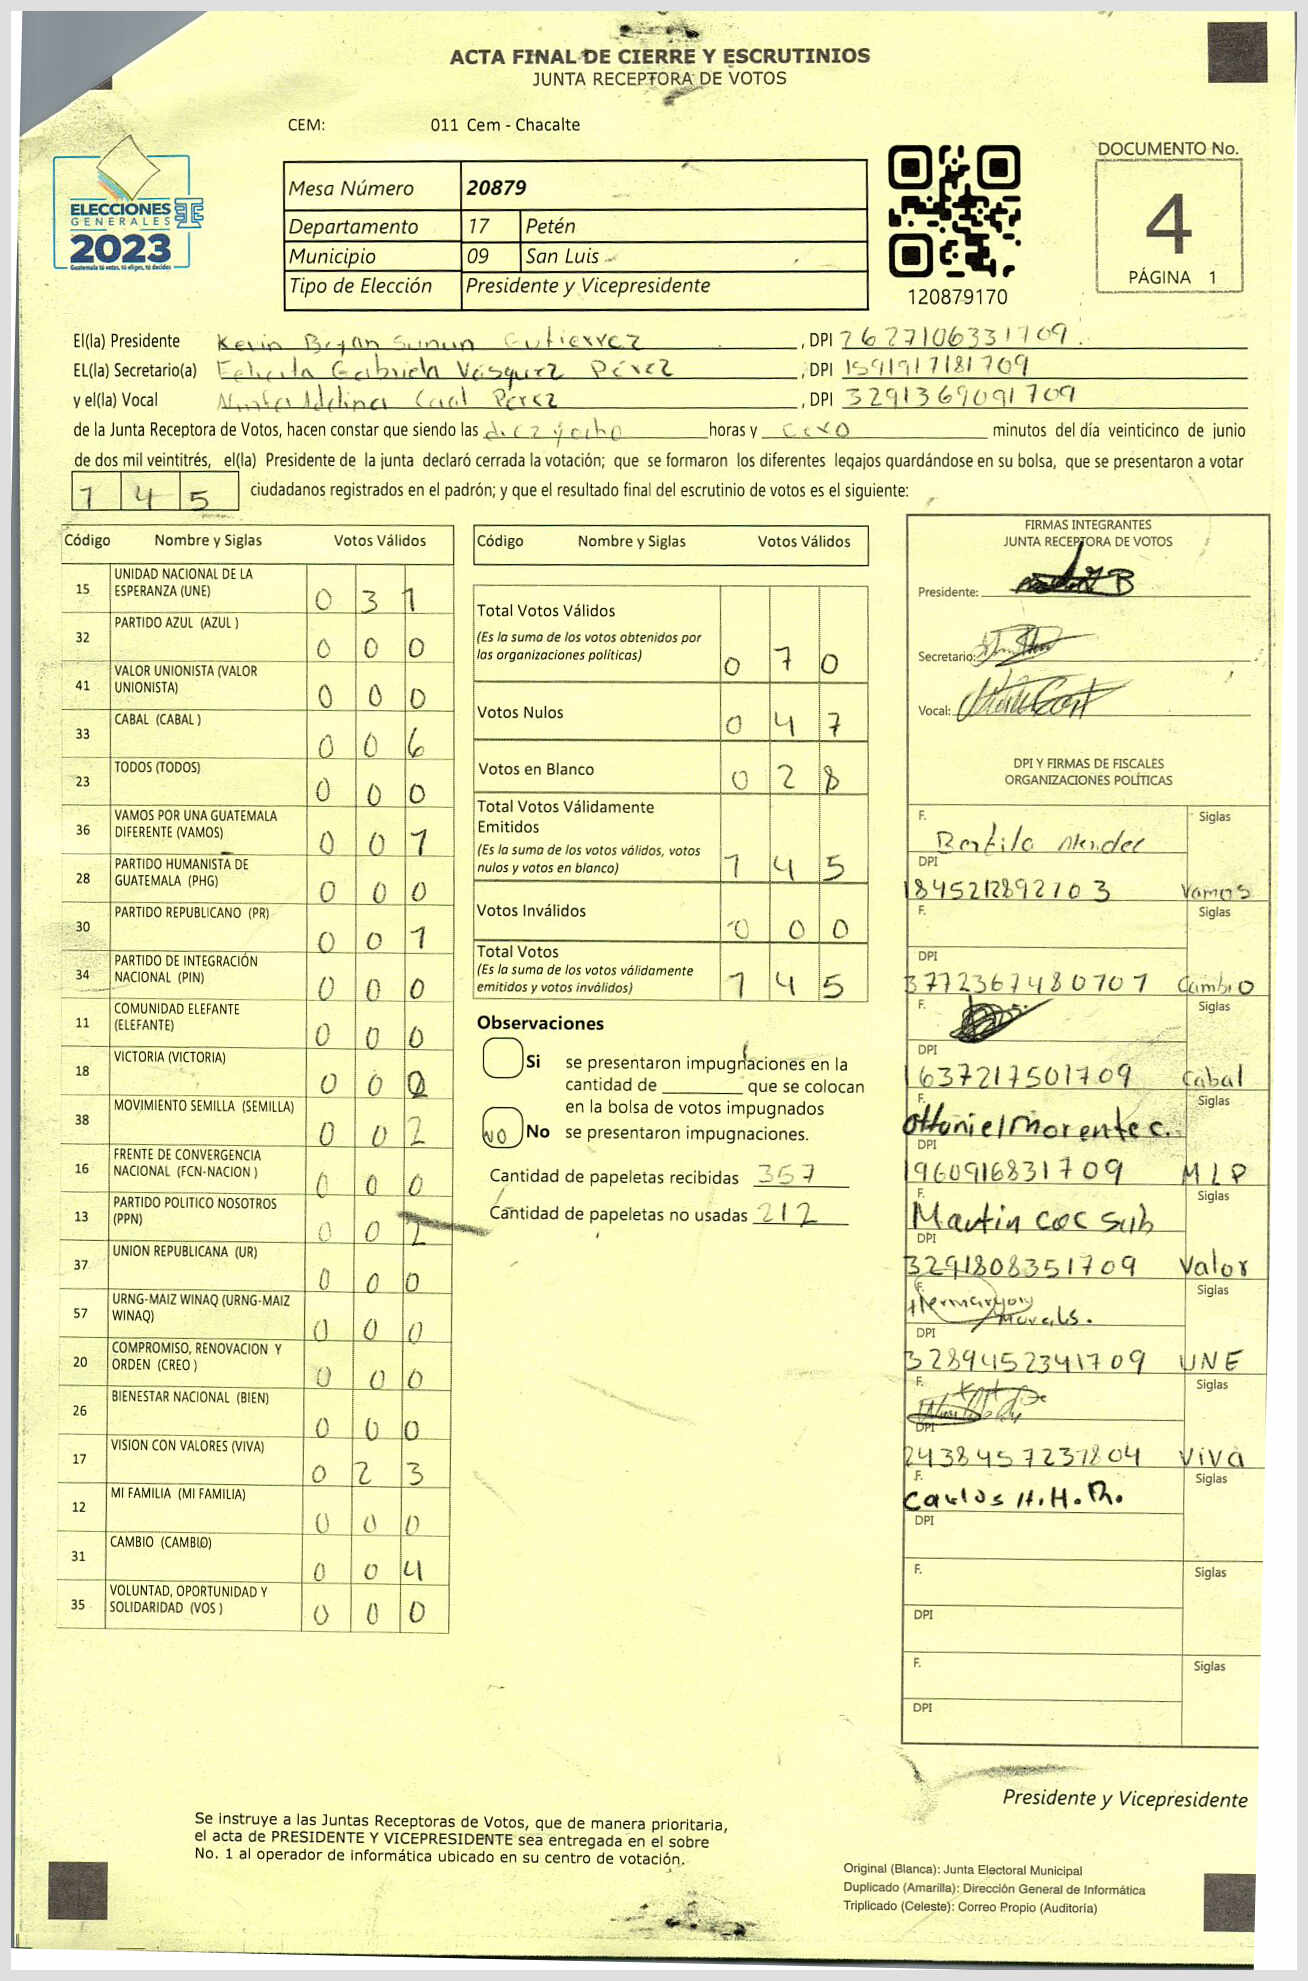 ACTA FINAL DE CIERRE Y ESCRUTINIOS
JUNTA RECEPTORA DE VOTOS
CEM: 011 Cem - Chacalte
DOCUMENTO No.
4
PÁGINA 1
ELECCIONES
GENERALES
2023
Guatemala tú votas, tú eliges, tú decides
Mesa Número 20879
Departamento 17 Petén
Municipio 09 San Luis
Tipo de Elección Presidente y Vicepresidente
120879170
El(la) Presidente Kevin Bryan Gutierrez , DPI 2627106331709
EL(la) Secretario(a) Gabriela Vásquez Pérez , DPI 1591917181709
y el(la) Vocal Caal Pérez , DPI 3291369091709
de la Junta Receptora de Votos, hacen constar que siendo las diez y ocho horas y cero minutos del día veinticinco de junio
de dos mil veintitrés, el(la) Presidente de la junta declaró cerrada la votación; que se formaron los diferentes legajos guardándose en su bolsa, que se presentaron a votar
1 4 5 ciudadanos registrados en el padrón; y que el resultado final del escrutinio de votos es el siguiente:
Código Nombre y Siglas Votos Válidos
15 UNIDAD NACIONAL DE LA ESPERANZA (UNE) 0 3 1
32 PARTIDO AZUL (AZUL ) 0 0 0
41 VALOR UNIONISTA (VALOR UNIONISTA) 0 0 0
33 CABAL (CABAL ) 0 0 6
23 TODOS (TODOS) 0 0 0
36 VAMOS POR UNA GUATEMALA DIFERENTE (VAMOS) 0 0 1
28 PARTIDO HUMANISTA DE GUATEMALA (PHG) 0 0 0
30 PARTIDO REPUBLICANO (PR) 0 0 1
34 PARTIDO DE INTEGRACIÓN NACIONAL (PIN) 0 0 0
11 COMUNIDAD ELEFANTE (ELEFANTE) 0 0 0
18 VICTORIA (VICTORIA) 0 0 0
38 MOVIMIENTO SEMILLA (SEMILLA) 0 0 2
16 FRENTE DE CONVERGENCIA NACIONAL (FCN-NACION ) 0 0 0
13 PARTIDO POLITICO NOSOTROS (PPN) 0 0 2
37 UNION REPUBLICANA (UR) 0 0 0
57 URNG-MAIZ WINAQ (URNG-MAIZ WINAQ) 0 0 0
20 COMPROMISO, RENOVACION Y ORDEN (CREO ) 0 0 0
26 BIENESTAR NACIONAL (BIEN) 0 0 0
17 VISION CON VALORES (VIVA) 0 2 3
12 MI FAMILIA (MI FAMILIA) 0 0 0
31 CAMBIO (CAMBIO) 0 0 4
35 VOLUNTAD, OPORTUNIDAD Y SOLIDARIDAD (VOS ) 0 0 0
Código Nombre y Siglas Votos Válidos
Total Votos Válidos
(Es la suma de los votos obtenidos por
las organizaciones políticas) 0 7 0
Votos Nulos 0 4 7
Votos en Blanco 0 2 8
Total Votos Válidamente
Emitidos
(Es la suma de los votos válidos, votos
nulos y votos en blanco) 1 4 5
Votos Inválidos 0 0 0
Total Votos
(Es la suma de los votos válidamente
emitidos y votos inválidos) 1 4 5
Observaciones
Si se presentaron impugnaciones en la
cantidad de ________ que se colocan
en la bolsa de votos impugnados
NO No se presentaron impugnaciones.
Cantidad de papeletas recibidas 357
Cantidad de papeletas no usadas 212
FIRMAS INTEGRANTES
JUNTA RECEPTORA DE VOTOS
Presidente:
Secretario:
Vocal:
DPI Y FIRMAS DE FISCALES
ORGANIZACIONES POLÍTICAS
F. Siglas
DPI
1845212892103 Vamos
F. Siglas
DPI
3772367480707 Cambio
F. Siglas
DPI
1637217501709 Cabal
F. Ottoniel Morente c. Siglas
DPI
1960916831709 MLP
F. Martin coc sub Siglas
DPI
3291808351709 Valor
F. Siglas
DPI
3289452341709 UNE
F. Siglas
DPI
2438457231804 VIVA
F. Carlos H.H. Siglas
DPI
F. Siglas
DPI
F. Siglas
DPI
Presidente y Vicepresidente
Se instruye a las Juntas Receptoras de Votos, que de manera prioritaria,
el acta de PRESIDENTE Y VICEPRESIDENTE sea entregada en el sobre
No. 1 al operador de informática ubicado en su centro de votación.
Original (Blanca): Junta Electoral Municipal
Duplicado (Amarilla): Dirección General de Informática
Triplicado (Celeste): Correo Propio (Auditoría)